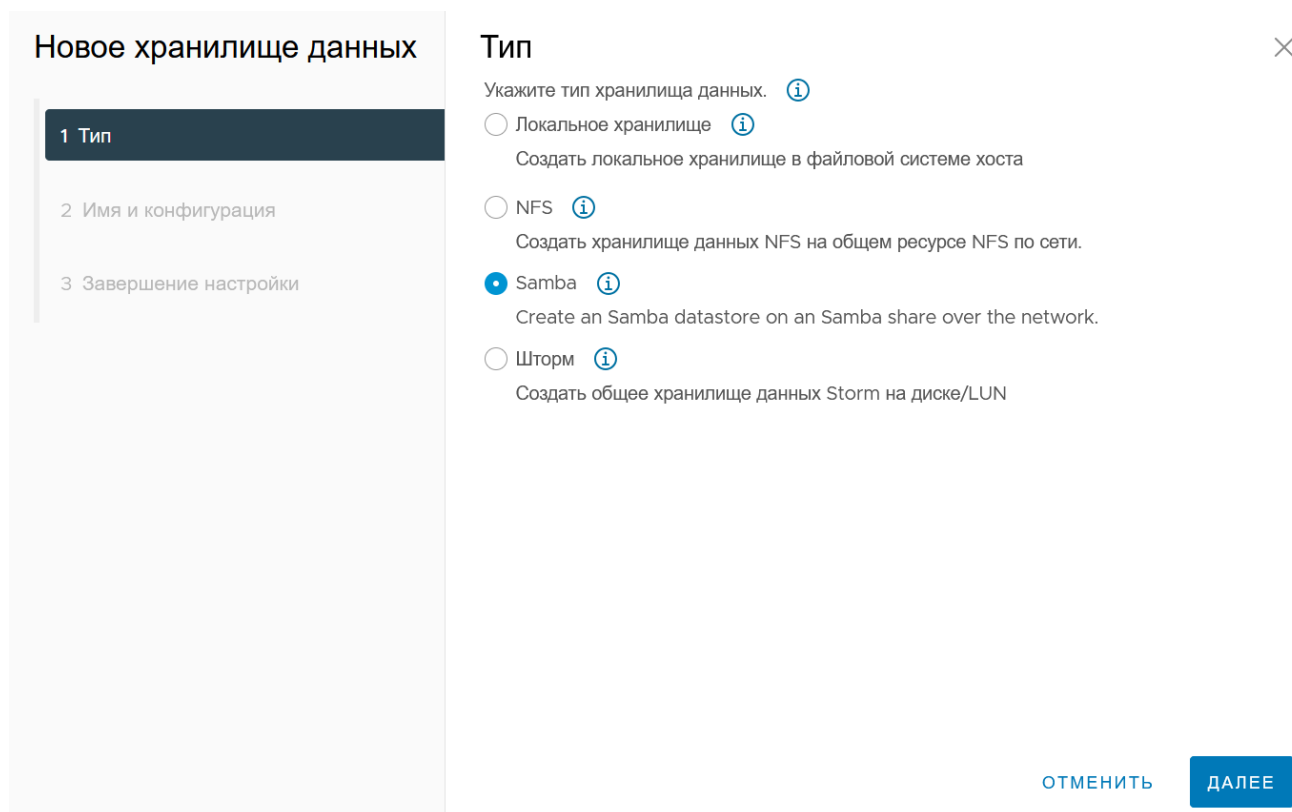 Новое хранилище данных
1 Тип
2 Имя и конфигурация
3 Завершение настройки
Тип
Укажите тип хранилища данных.
Локальное хранилище
Создать локальное хранилище в файловой системе хоста
NFS
Создать хранилище данных NFS на общем ресурсе NFS по сети.
Samba
Create an Samba datastore on an Samba share over the network.
Шторм
Создать общее хранилище данных Storm на диске/LUN
ОТМЕНИТЬ
ДАЛЕЕ